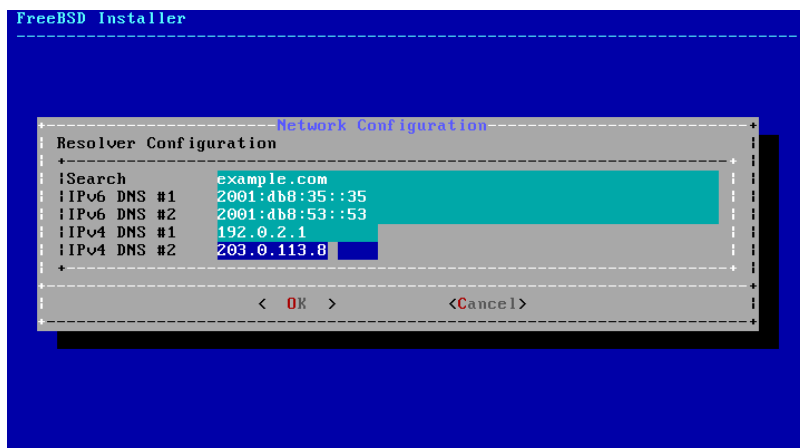 FreeBSD Installer
Network Configuration
Resolver Configuration
Search example.com
IPv6 DNS #1 2001:db8:35::35
IPv6 DNS #2 2001:db8:53::53
IPv4 DNS #1 192.0.2.1
IPv4 DNS #2 203.0.113.8
< OK > <Cancel>